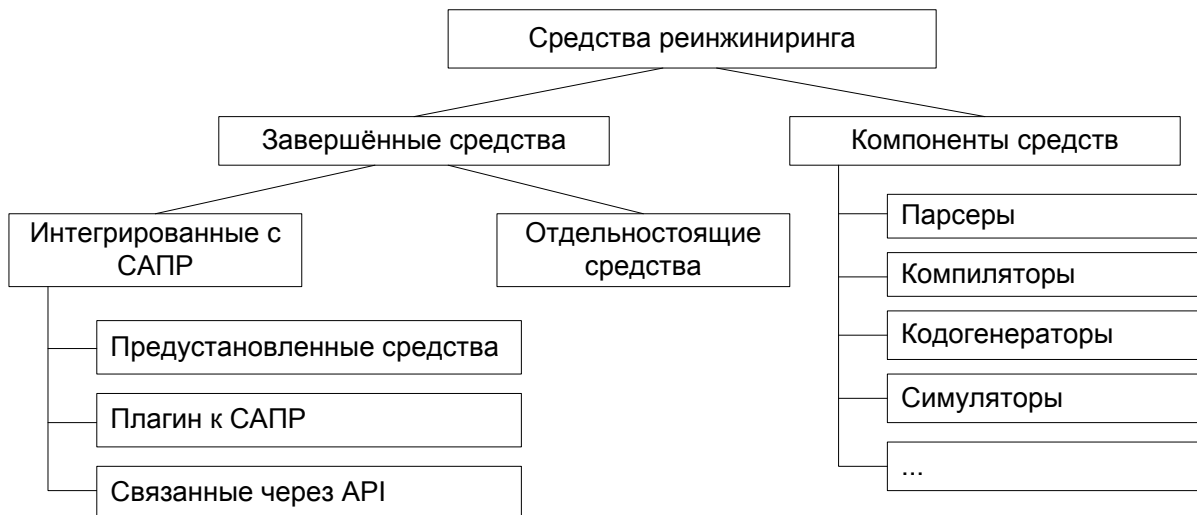 Средства реинжиниринга
Завершённые средства
Компоненты средств
Интегрированные с
САПР
Отдельностоящие
средства
Предустановленные средства
Плагин к САПР
Связанные через API
Парсеры
Компиляторы
Кодогенераторы
Симуляторы
...